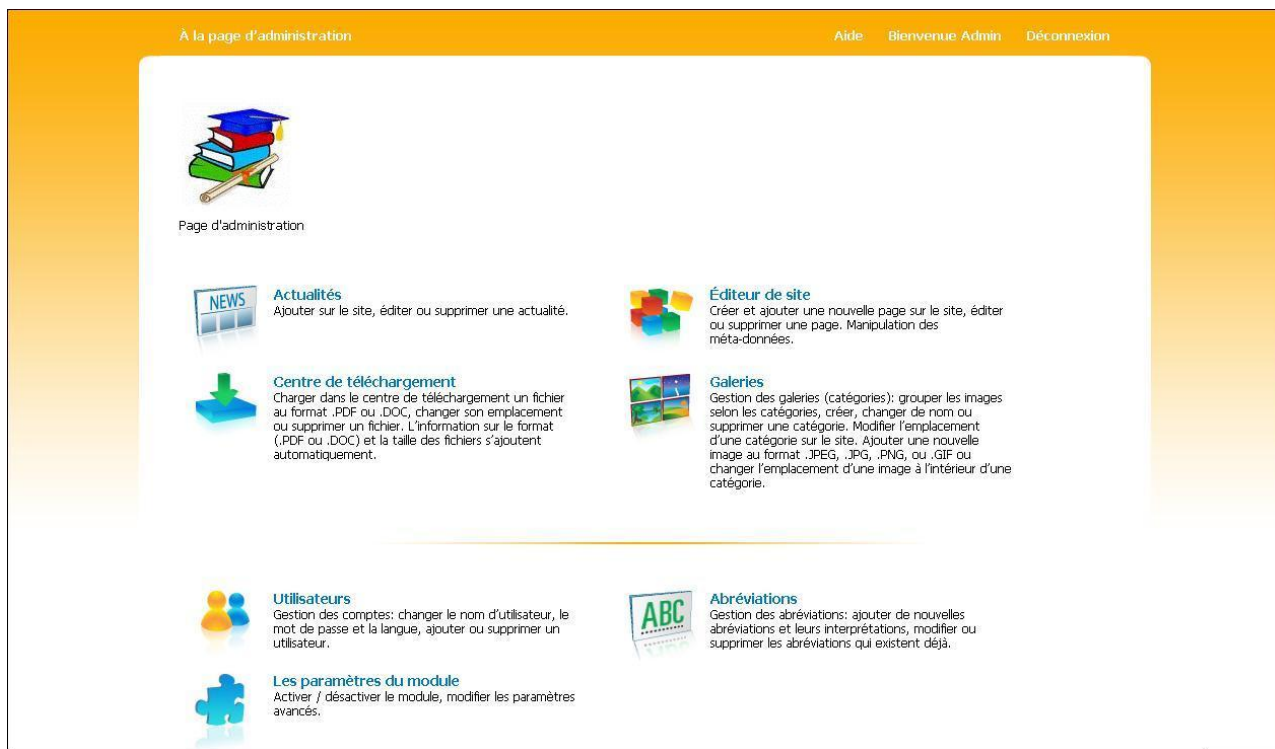 À la page d'administration
Aide Bienvenue Admin Déconnexion
Page d'administration
NEWS
Actualités
Ajouter sur le site, éditer ou supprimer une actualité.
Éditeur de site
Créer et ajouter une nouvelle page sur le site, éditer
ou supprimer une page. Manipulation des
méta-données.
Centre de téléchargement
Charger dans le centre de téléchargement un fichier
au format .PDF ou .DOC, changer son emplacement
ou supprimer un fichier. L'information sur le format
(.PDF ou .DOC) et la taille des fichiers s'ajoutent
automatiquement.
Galeries
Gestion des galeries (catégories): grouper les images
selon les catégories, créer, changer de nom ou
supprimer une catégorie. Modifier l'emplacement
d'une catégorie sur le site. Ajouter une nouvelle
image au format .JPEG, .JPG, .PNG, ou .GIF ou
changer l'emplacement d'une image à l'intérieur d'une
catégorie.
Utilisateurs
Gestion des comptes: changer le nom d'utilisateur, le
mot de passe et la langue, ajouter ou supprimer un
utilisateur.
ABC
Abréviations
Gestion des abréviations: ajouter de nouvelles
abréviations et leurs interprétations, modifier ou
supprimer les abréviations qui existent déjà.
Les paramètres du module
Activer / désactiver le module, modifier les paramètres
avancés.